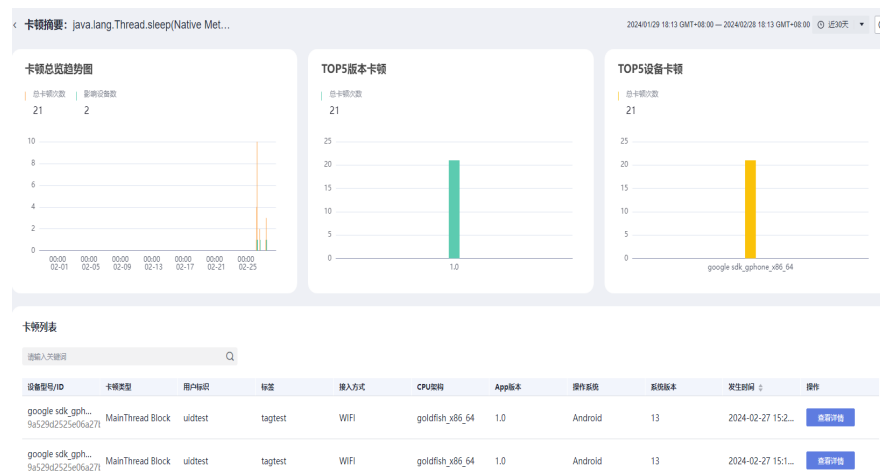 卡顿摘要：java.lang.Thread.sleep(Native Met...
2024/01/29 18:13 GMT+08:00 — 2024/02/28 18:13 GMT+08:00 近30天
卡顿总览趋势图
总卡顿次数 影响设备数
21 2
10
8
6
4
2
0
00:00 00:00 00:00 00:00 00:00 00:00 00:00
02-01 02-05 02-09 02-13 02-17 02-21 02-25
TOP5版本卡顿
总卡顿次数
21
25
20
15
10
5
0
1.0
TOP5设备卡顿
总卡顿次数
21
25
20
15
10
5
0
google sdk_gphone_x86_64
卡顿列表
请输入关键词
设备型号/ID 卡顿类型 用户标识 标签 接入方式 CPU架构 App版本 操作系统 系统版本 发生时间 操作
google sdk_gph...
9a529d2525e06a27b MainThread Block uidtest tagtest WIFI goldfish_x86_64 1.0 Android 13 2024-02-27 15:2... 查看详情
google sdk_gph...
9a529d2525e06a27b MainThread Block uidtest tagtest WIFI goldfish_x86_64 1.0 Android 13 2024-02-27 15:1... 查看详情